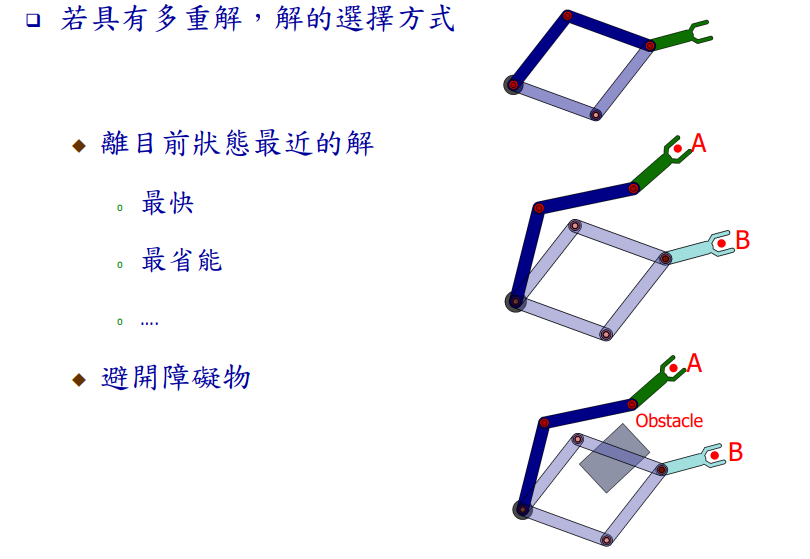 若具有多重解，解的選擇方式
離目前狀態最近的解
最快
最省能
....
避開障礙物
A
B
A
Obstacle
B